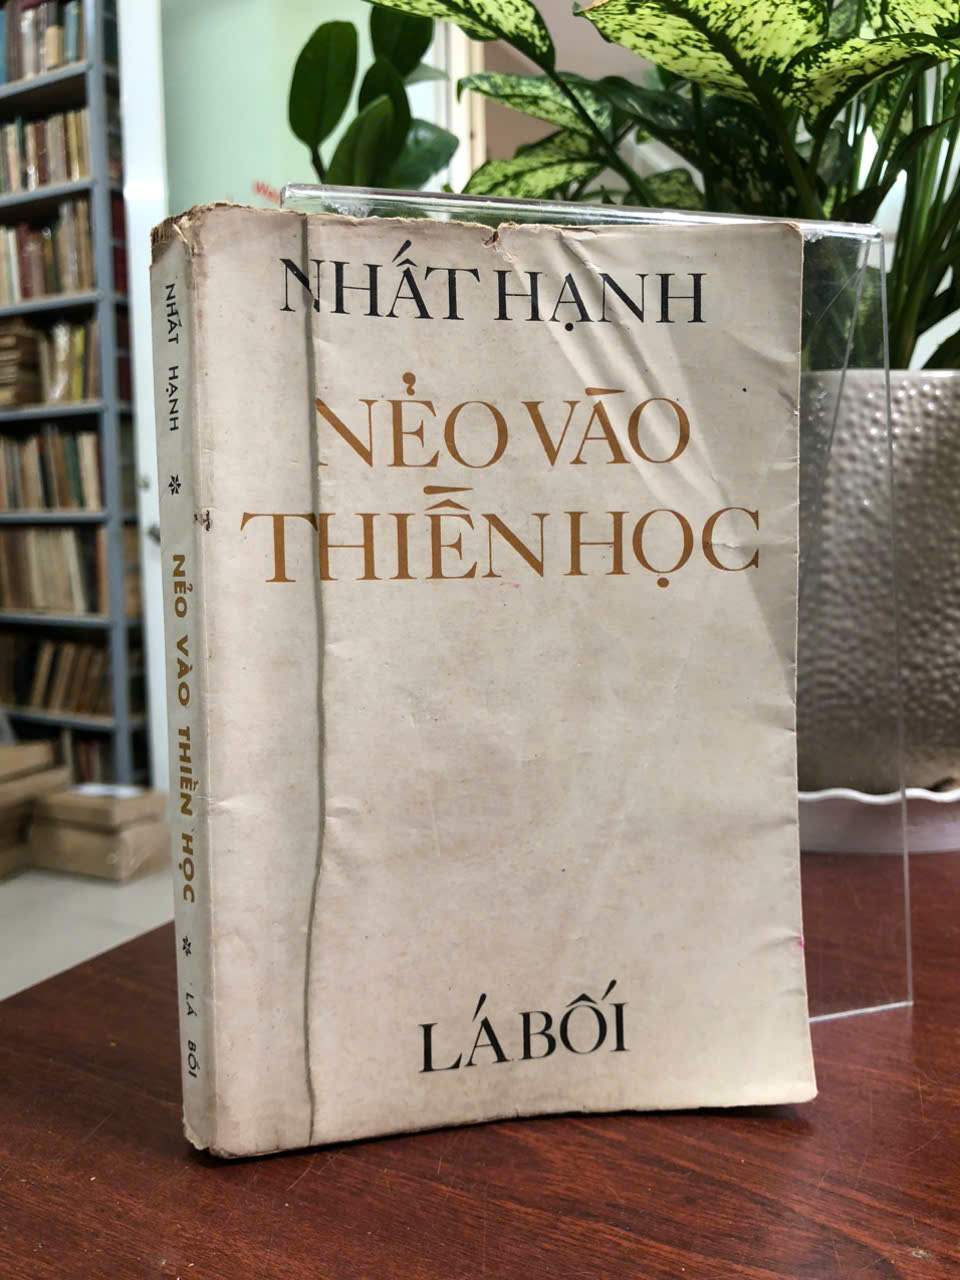 NHẤT HẠNH
NẺO VÀO
THIỀN HỌC
LÁ BỐI
NHẤT HẠNH * NẺO VÀO THIỀN HỌC * LÁ BỐI